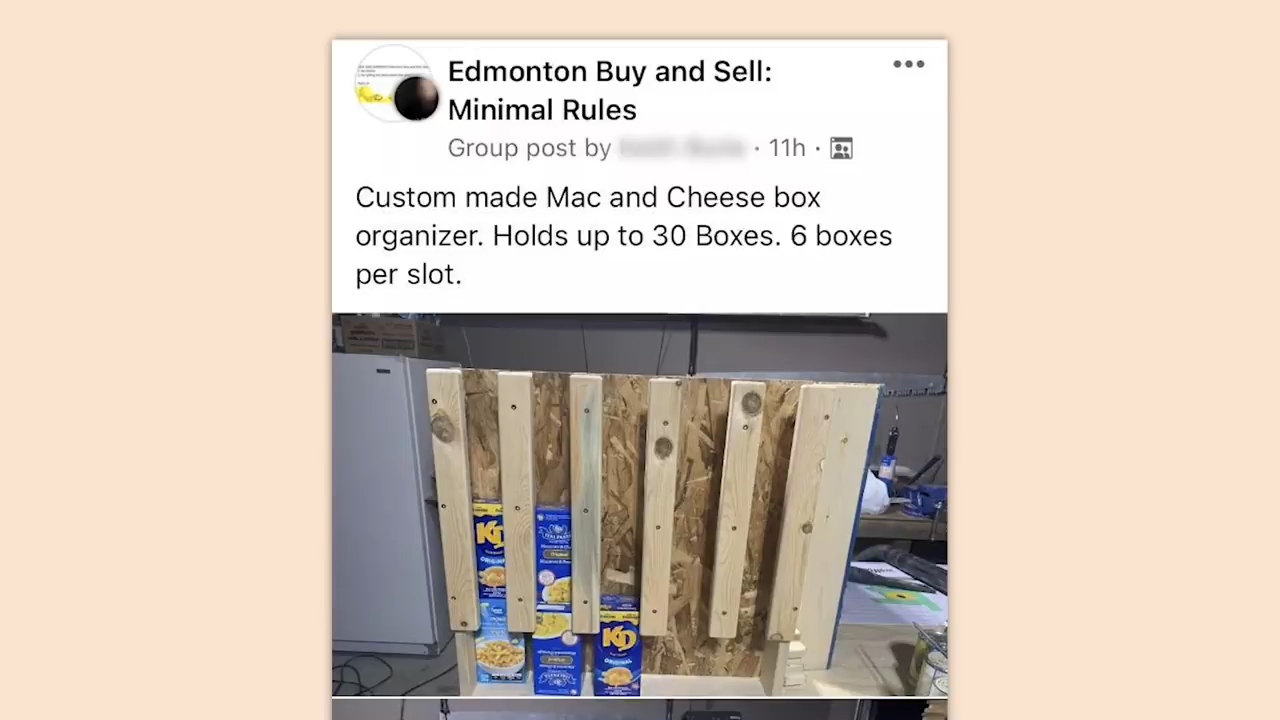 Edmonton Buy and Sell:
Minimal Rules
Group post by
· 11h ·
Custom made Mac and Cheese box
organizer. Holds up to 30 Boxes. 6 boxes
per slot.
KD
ORIGINAL
KD
ORIGINAL